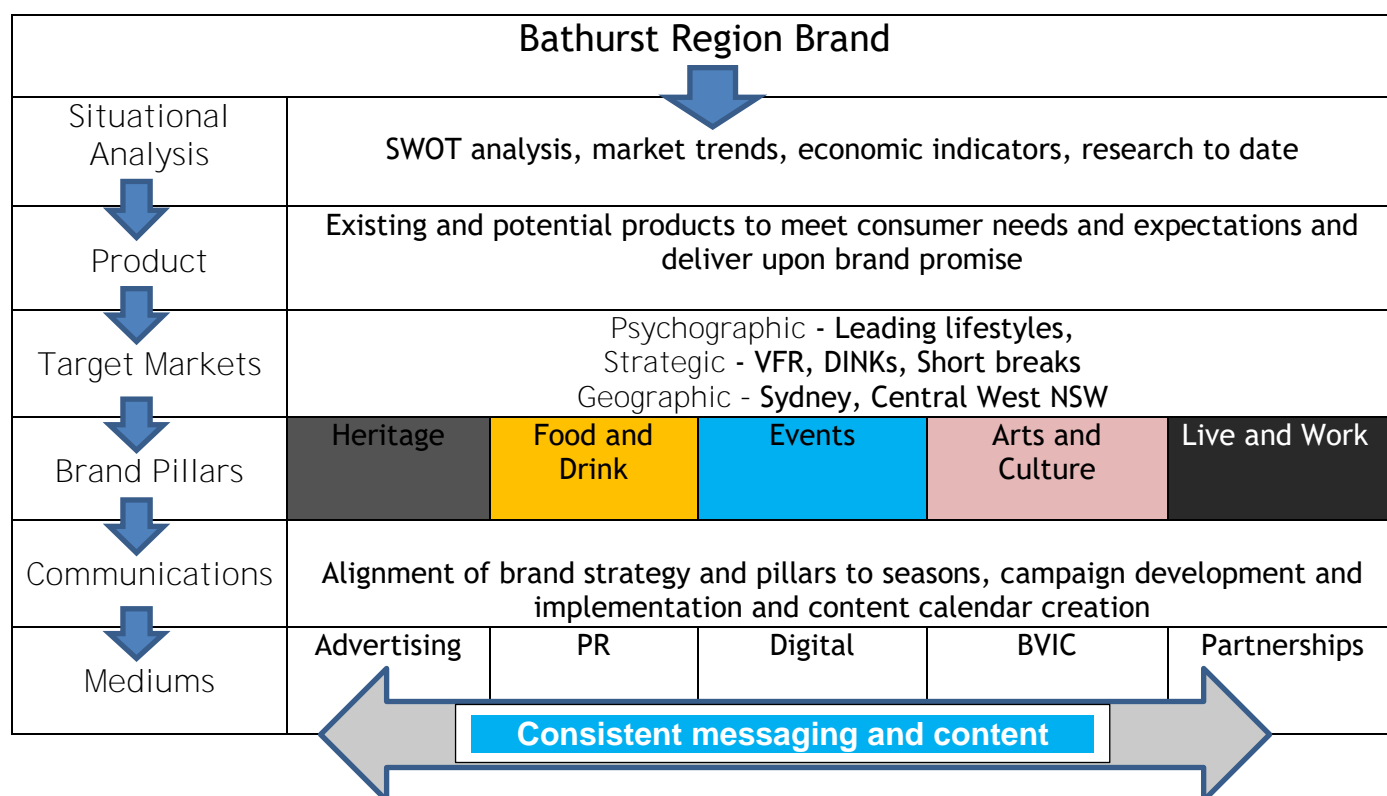 Bathurst Region Brand
Situational
Analysis
SWOT analysis, market trends, economic indicators, research to date
Product
Existing and potential products to meet consumer needs and expectations and
deliver upon brand promise
Target Markets
Psychographic - Leading lifestyles,
Strategic - VFR, DINKs, Short breaks
Geographic - Sydney, Central West NSW
Brand Pillars
Heritage
Food and
Drink
Events
Arts and
Culture
Live and Work
Communications
Alignment of brand strategy and pillars to seasons, campaign development and
implementation and content calendar creation
Mediums
Advertising
PR
Digital
BVIC
Partnerships
Consistent messaging and content